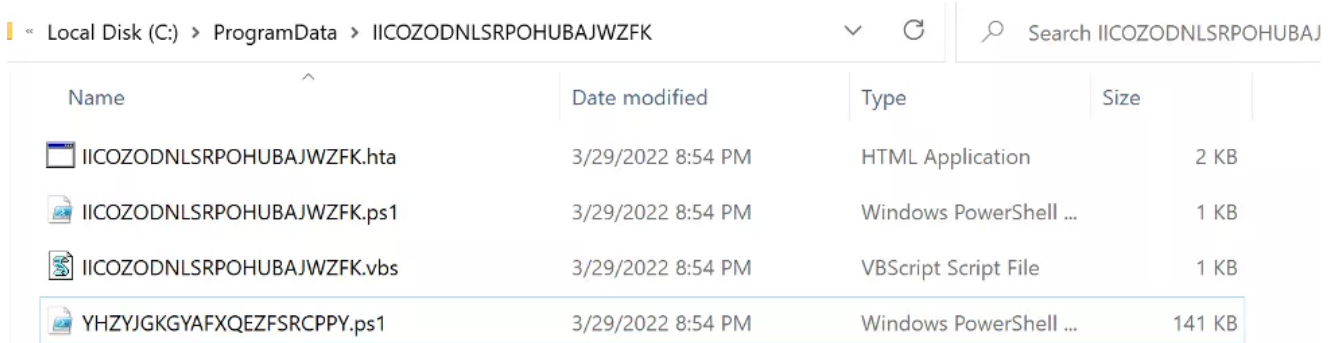 « Local Disk (C:) > ProgramData > IICOZODNLSRPOHUBAJWZFK Search IICOZODNLSRPOHUBAJ
Name Date modified Type Size
IICOZODNLSRPOHUBAJWZFK.hta 3/29/2022 8:54 PM HTML Application 2 KB
IICOZODNLSRPOHUBAJWZFK.ps1 3/29/2022 8:54 PM Windows PowerShell ... 1 KB
IICOZODNLSRPOHUBAJWZFK.vbs 3/29/2022 8:54 PM VBScript Script File 1 KB
YHZYJGKGYAFXQEZFSRCPPY.ps1 3/29/2022 8:54 PM Windows PowerShell ... 141 KB